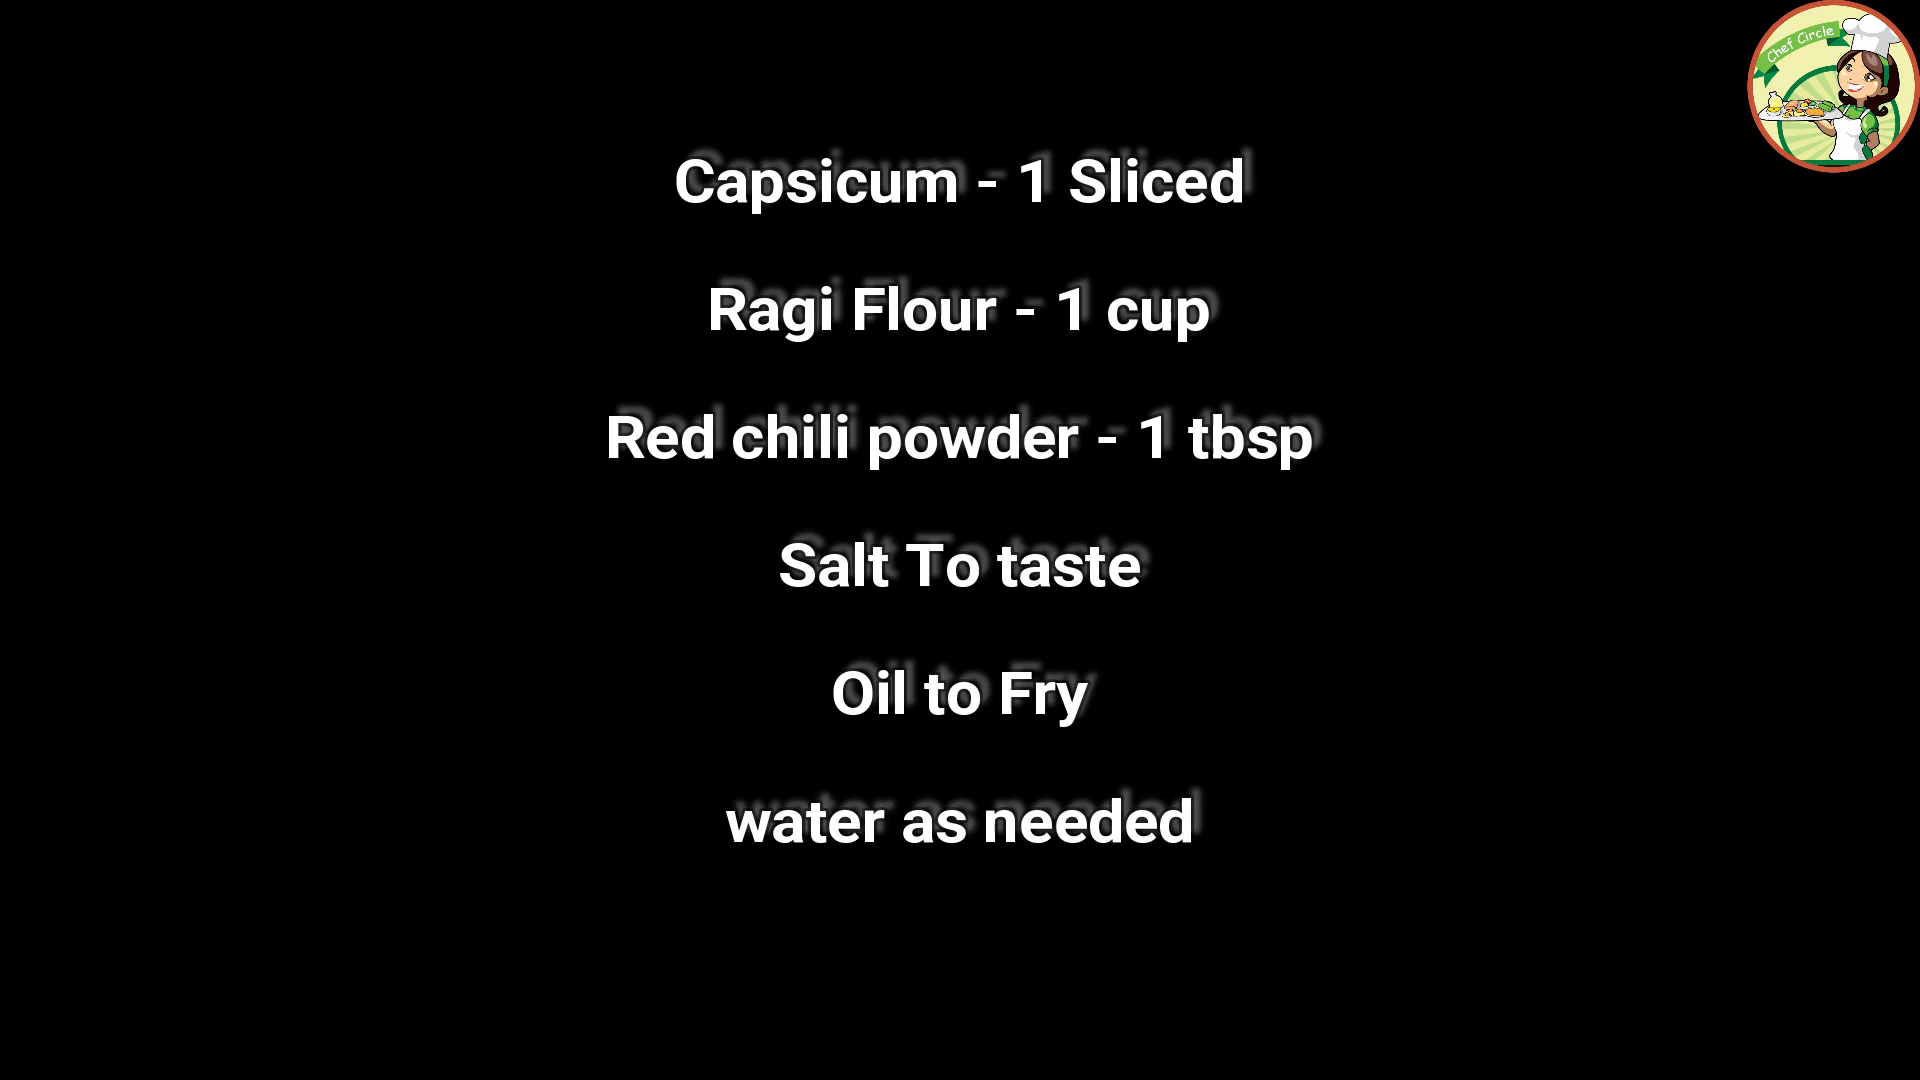 Chef Circle
Capsicum - 1 Sliced
Ragi Flour - 1 cup
Red chili powder - 1 tbsp
Salt To taste
Oil to Fry
water as needed